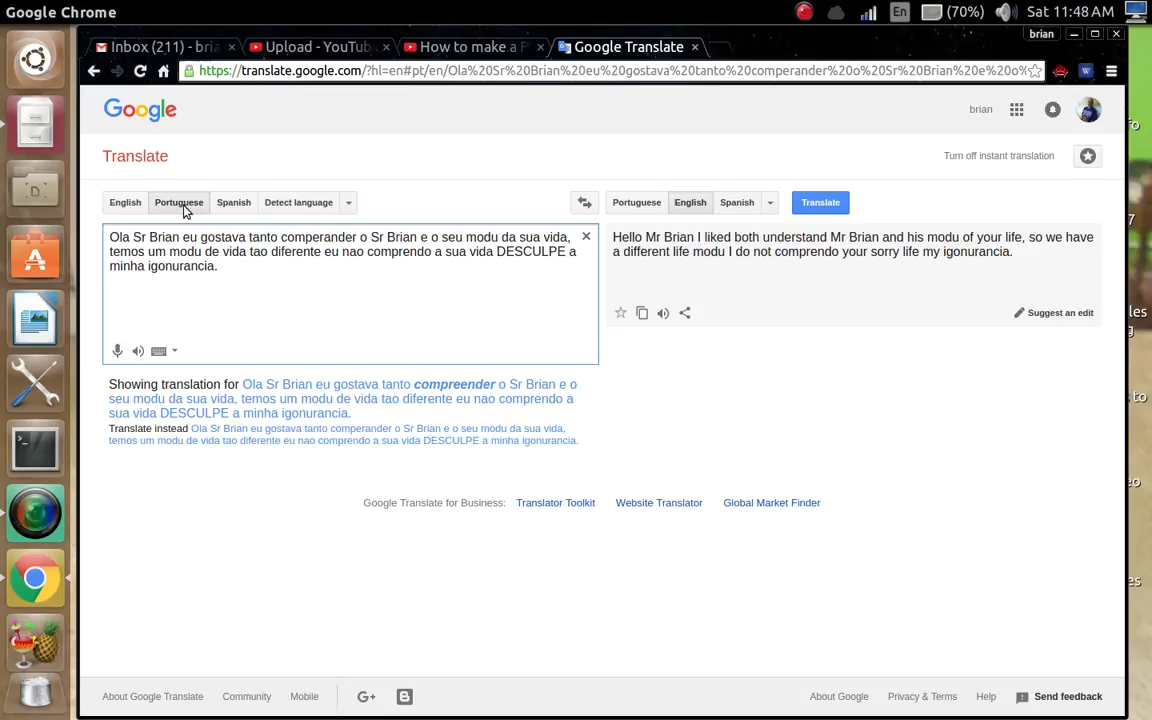 Google Chrome
En
(70%)
Sat 11:48 AM
Inbox (211) - bria
Upload - YouTub
How to make a
Google Translate
brian
https://translate.google.com/?hl=en#pt/en/Ola%20Sr%20Brian%20eu%20gostava%20tanto%20comperander%20o%20Sr%20Brian%20e%20o%
Google
brian
Translate
Turn off instant translation
English
Portuguese
Spanish
Detect language
Portuguese
English
Spanish
Translate
Ola Sr Brian eu gostava tanto comperander o Sr Brian e o seu modu da sua vida,
temos um modu de vida tao diferente eu nao comprendo a sua vida DESCULPE a
minha igonurancia.
Hello Mr Brian I liked both understand Mr Brian and his modu of your life, so we have
a different life modu I do not comprendo your sorry life my igonurancia.
Suggest an edit
Showing translation for Ola Sr Brian eu gostava tanto compreender o Sr Brian e o
seu modu da sua vida, temos um modu de vida tao diferente eu nao comprendo a
sua vida DESCULPE a minha igonurancia.
Translate instead Ola Sr Brian eu gostava tanto comperander o Sr Brian e o seu modu da sua vida,
temos um modu de vida tao diferente eu nao comprendo a sua vida DESCULPE a minha igonurancia.
Google Translate for Business:
Translator Toolkit
Website Translator
Global Market Finder
About Google Translate
Community
Mobile
About Google
Privacy & Terms
Help
Send feedback